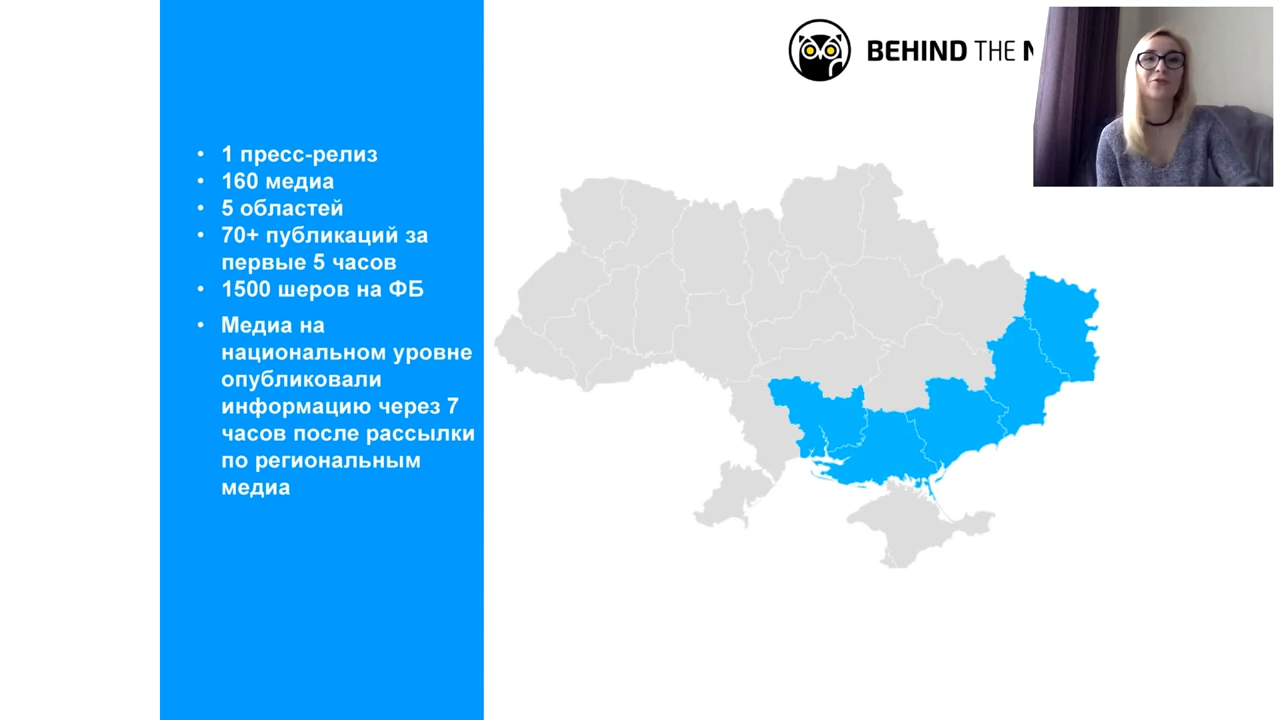 BEHIND THE
• 1 пресс-релиз
• 160 медиа
• 5 областей
• 70+ публикаций за
первые 5 часов
• 1500 шеров на ФБ
• Медиа на
национальном уровне
опубликовали
информацию через 7
часов после рассылки
по региональным
медиа